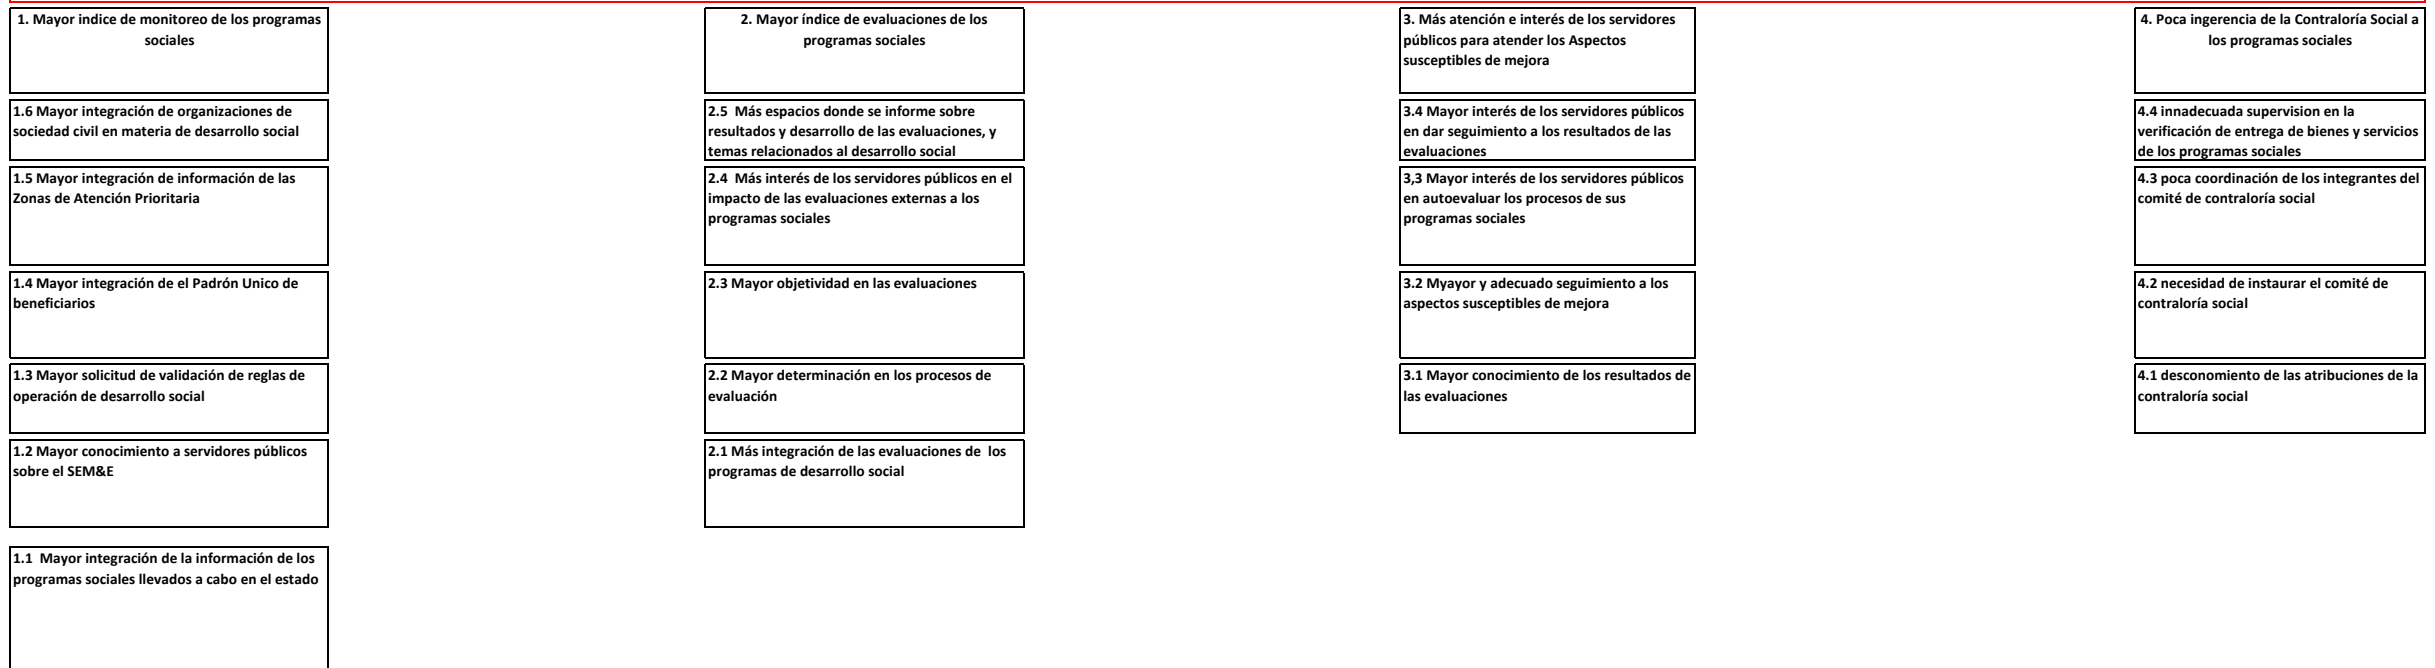 1. Mayor indice de monitoreo de los programas
sociales
2. Mayor índice de evaluaciones de los
programas sociales
3. Más atención e interés de los servidores
públicos para atender los Aspectos
susceptibles de mejora
4. Poca ingerencia de la Contraloría Social a
los programas sociales
1.6 Mayor integración de organizaciones de
sociedad civil en materia de desarrollo social
2.5 Más espacios donde se informe sobre
resultados y desarrollo de las evaluaciones, y
temas relacionados al desarrollo social
3.4 Mayor interés de los servidores públicos
en dar seguimiento a los resultados de las
evaluaciones
4.4 innadecuada supervision en la
verificación de entrega de bienes y servicios
de los programas sociales
1.5 Mayor integración de información de las
Zonas de Atención Prioritaria
2.4 Más interés de los servidores públicos en el
impacto de las evaluaciones externas a los
programas sociales
3,3 Mayor interés de los servidores públicos
en autoevaluar los procesos de sus
programas sociales
4.3 poca coordinación de los integrantes del
comité de contraloría social
1.4 Mayor integración de el Padrón Unico de
beneficiarios
2.3 Mayor objetividad en las evaluaciones
3.2 Myayor y adecuado seguimiento a los
aspectos susceptibles de mejora
4.2 necesidad de instaurar el comité de
contraloría social
1.3 Mayor solicitud de validación de reglas de
operación de desarrollo social
2.2 Mayor determinación en los procesos de
evaluación
3.1 Mayor conocimiento de los resultados de
las evaluaciones
4.1 desconomiento de las atribuciones de la
contraloría social
1.2 Mayor conocimiento a servidores públicos
sobre el SEM&E
2.1 Más integración de las evaluaciones de los
programas de desarrollo social
1.1 Mayor integración de la información de los
programas sociales llevados a cabo en el estado